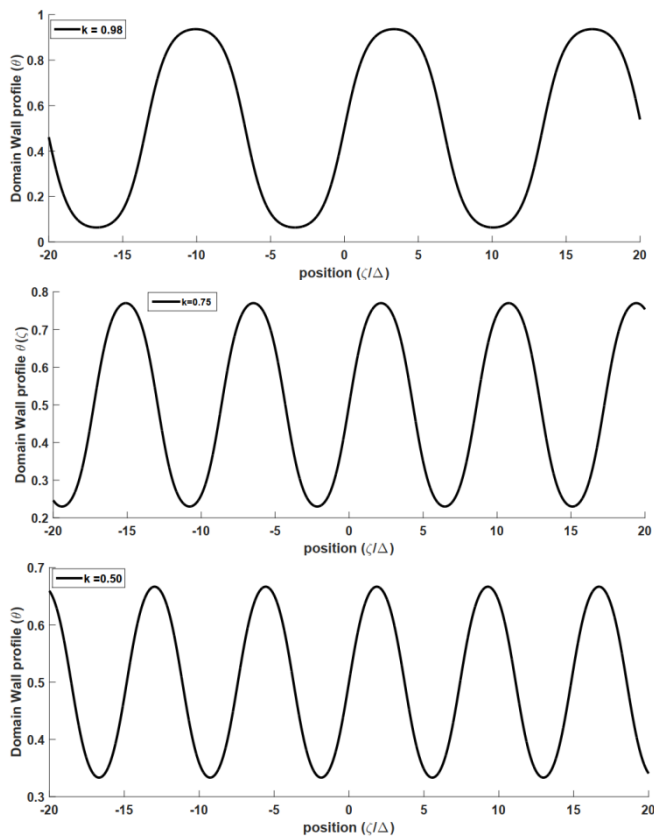 k = 0.98
Domain Wall profile (θ)
1
0.8
0.6
0.4
0.2
0
-20 -15 -10 -5 0 5 10 15 20
position (ζ/Δ)
k=0.75
Domain Wall profile θ(ζ)
0.8
0.7
0.6
0.5
0.4
0.3
0.2
-20 -15 -10 -5 0 5 10 15 20
position (ζ/Δ)
k =0.50
Domain Wall profile (θ)
0.7
0.6
0.5
0.4
0.3
-20 -15 -10 -5 0 5 10 15 20
position (ζ/Δ)